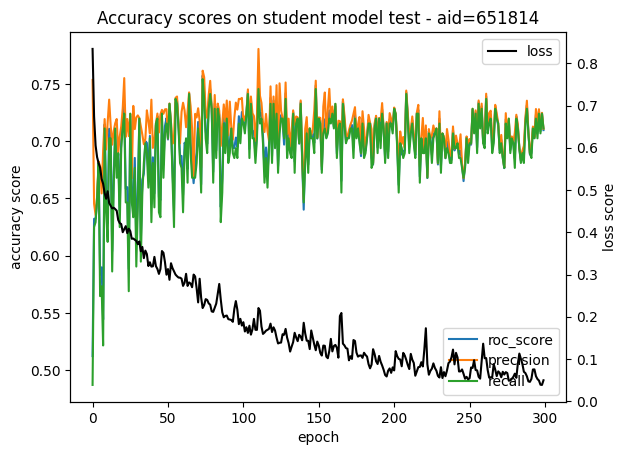 Accuracy scores on student model test - aid=651814
loss
0.75
0.70
0.65
0.60
0.55
0.50
accuracy score
0.8
0.7
0.6
0.5
0.4
0.3
0.2
0.1
0.0
loss score
roc_score
precision
recall
0
50
100
150
200
250
300
epoch